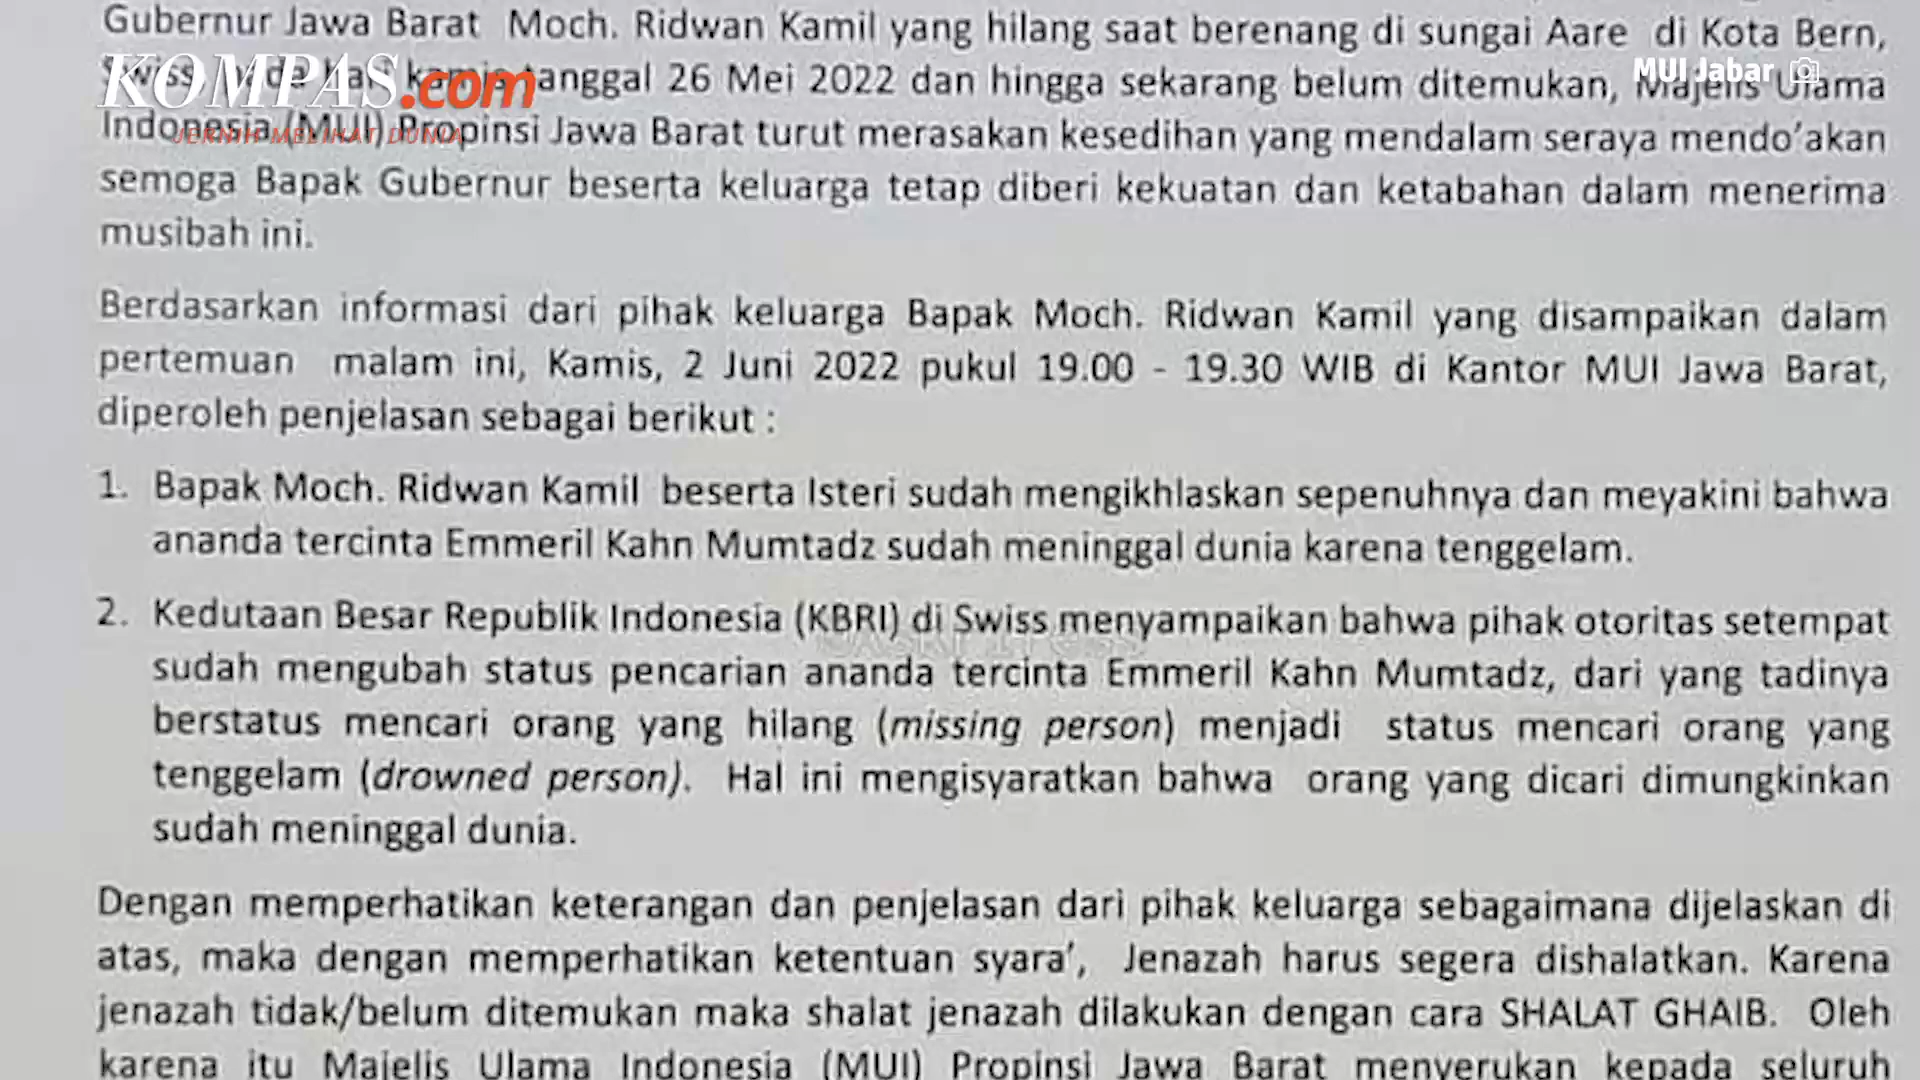 Gubernur Jawa Barat Moch. Ridwan Kamil yang hilang saat berenang di sungai Aare di Kota Bern,
KOMPAS.com
JERNIH MELIHAT DUNIA
MUI Jabar
Swiss pada hari kamis tanggal 26 Mei 2022 dan hingga sekarang belum ditemukan, Majelis Ulama
Indonesia (MUI) Propinsi Jawa Barat turut merasakan kesedihan yang mendalam seraya mendo’akan
semoga Bapak Gubernur beserta keluarga tetap diberi kekuatan dan ketabahan dalam menerima
musibah ini.
Berdasarkan informasi dari pihak keluarga Bapak Moch. Ridwan Kamil yang disampaikan dalam
pertemuan malam ini, Kamis, 2 Juni 2022 pukul 19.00 - 19.30 WIB di Kantor MUI Jawa Barat,
diperoleh penjelasan sebagai berikut :
1. Bapak Moch. Ridwan Kamil beserta Isteri sudah mengikhlaskan sepenuhnya dan meyakini bahwa
ananda tercinta Emmeril Kahn Mumtadz sudah meninggal dunia karena tenggelam.
2. Kedutaan Besar Republik Indonesia (KBRI) di Swiss menyampaikan bahwa pihak otoritas setempat
sudah mengubah status pencarian ananda tercinta Emmeril Kahn Mumtadz, dari yang tadinya
berstatus mencari orang yang hilang (missing person) menjadi status mencari orang yang
tenggelam (drowned person). Hal ini mengisyaratkan bahwa orang yang dicari dimungkinkan
sudah meninggal dunia.
Dengan memperhatikan keterangan dan penjelasan dari pihak keluarga sebagaimana dijelaskan di
atas, maka dengan memperhatikan ketentuan syara’, Jenazah harus segera dishalatkan. Karena
jenazah tidak/belum ditemukan maka shalat jenazah dilakukan dengan cara SHALAT GHAIB. Oleh
karena itu Majelis Ulama Indonesia (MUI) Propinsi Jawa Barat menyerukan kepada seluruh